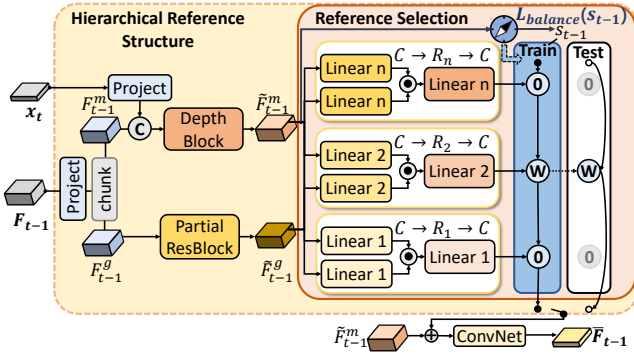 Hierarchical Reference
Structure
Reference Selection
L_balance(s_{t-1})
s_{t-1}
Train
Test
x_t
Project
F^m_{t-1}
C
Depth
Block
F̃^m_{t-1}
F_{t-1}
Project
chunk
F^g_{t-1}
Partial
ResBlock
F̃^g_{t-1}
C → R_n → C
Linear n
Linear n
Linear n
0
0
C → R_2 → C
Linear 2
Linear 2
Linear 2
W
W
C → R_1 → C
Linear 1
Linear 1
Linear 1
0
0
F̃^m_{t-1}
ConvNet
F̄_{t-1}